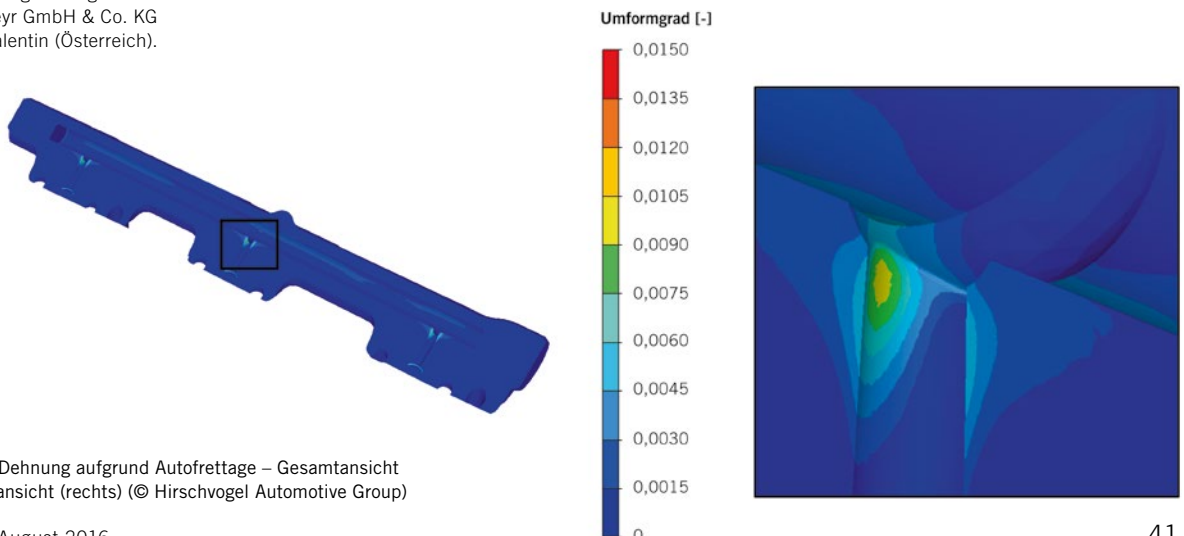 eyr GmbH & Co. KG
alentin (Österreich).
Umformgrad [-]
0,0150
0,0135
0,0120
0,0105
0,0090
0,0075
0,0060
0,0045
0,0030
0,0015
0
Dehnung aufgrund Autofrettage – Gesamtansicht
ansicht (rechts) (© Hirschvogel Automotive Group)
August 2016
41